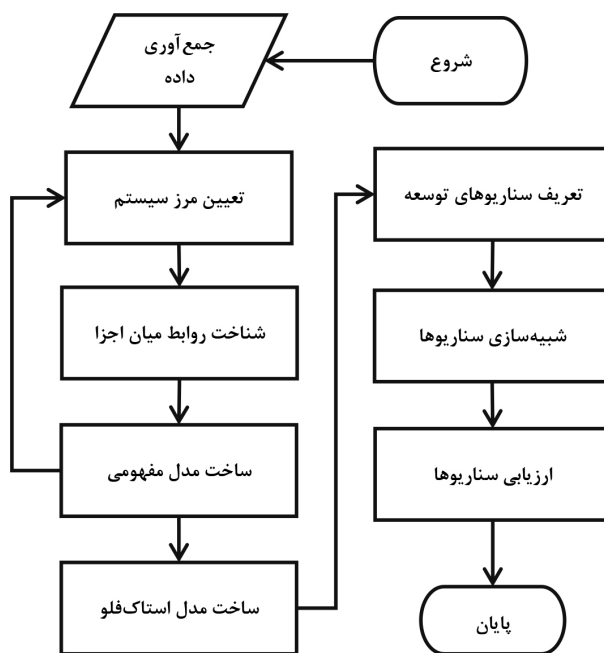 شروع
جمع‌آوری
داده
تعیین مرز سیستم
شناخت روابط میان اجزا
ساخت مدل مفهومی
ساخت مدل استاک‌فلو
تعریف سناریوهای توسعه
شبیه‌سازی سناریوها
ارزیابی سناریوها
پایان